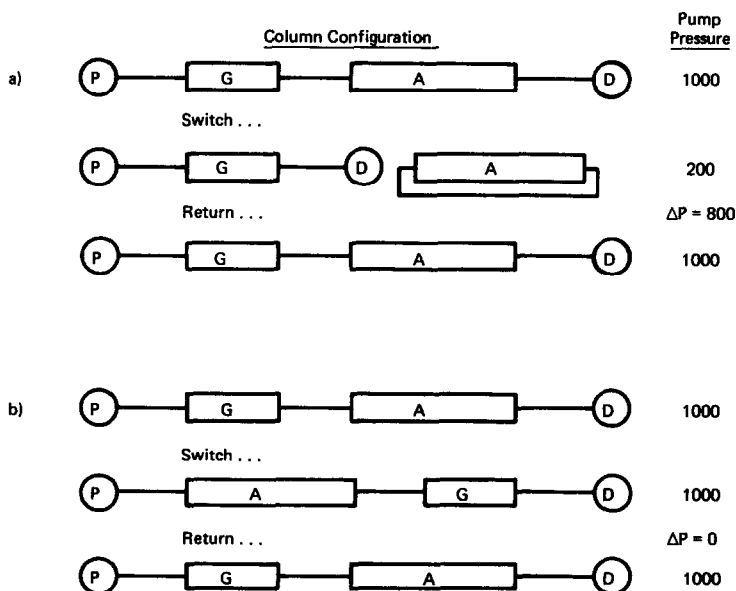 Column Configuration
Pump
Pressure
a)
P
G
A
D
1000
Switch . . .
P
G
D
A
200
Return . . .
ΔP = 800
P
G
A
D
1000
b)
P
G
A
D
1000
Switch . . .
P
A
G
D
1000
Return . . .
ΔP = 0
P
G
A
D
1000